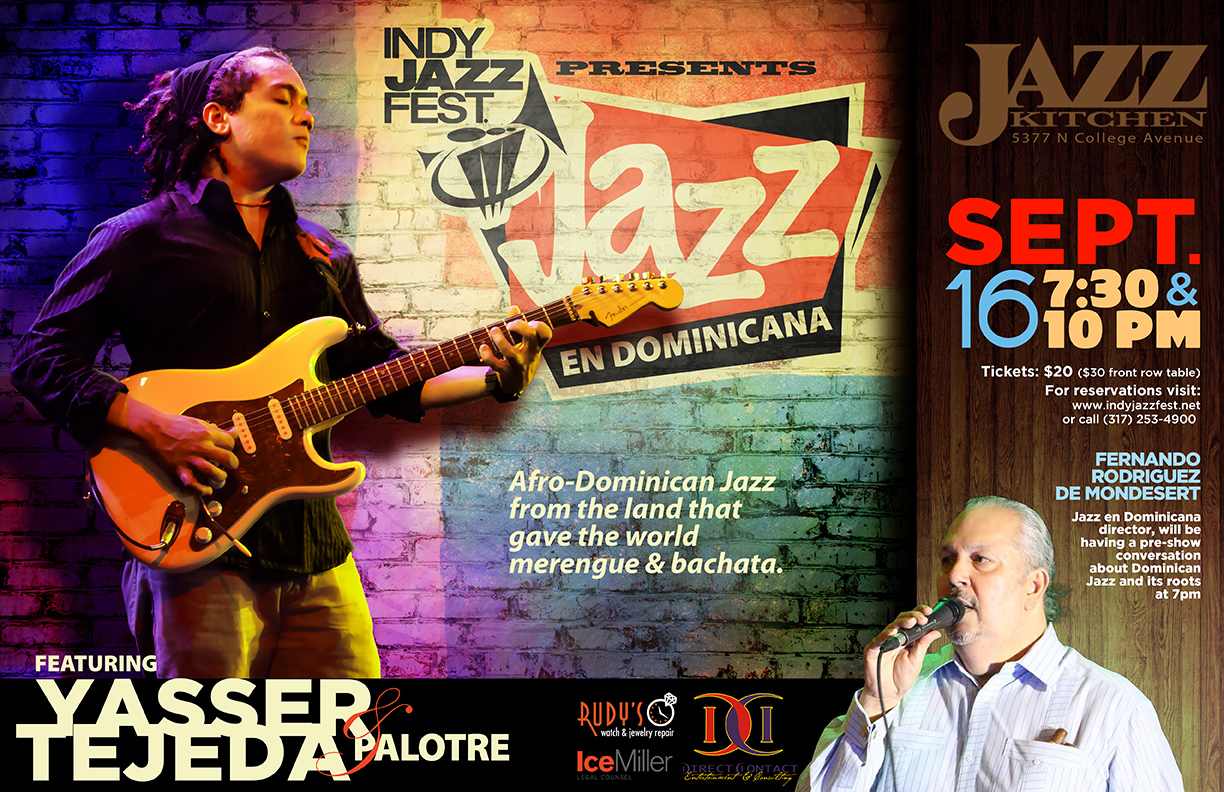 INDY
JAZZ
FEST.
PRESENTS
Jazz
EN DOMINICANA
Fender
Afro-Dominican Jazz
from the land that
gave the world
merengue & bachata.
FEATURING
YASSER
TEJEDA & PALOTRE
RUDY'S
watch & jewelry repair
IceMiller
LEGAL COUNSEL
DCD
DIRECT CONTACT
Entertainment & Consulting
JAZZ
KITCHEN
5377 N College Avenue
SEPT.
16 7:30 &
10 PM
Tickets: $20 ($30 front row table)
For reservations visit:
www.indyjazzfest.net
or call (317) 253-4900
FERNANDO
RODRIGUEZ
DE MONDESERT
Jazz en Dominicana
director, will be
having a pre-show
conversation
about Dominican
Jazz and its roots
at 7pm